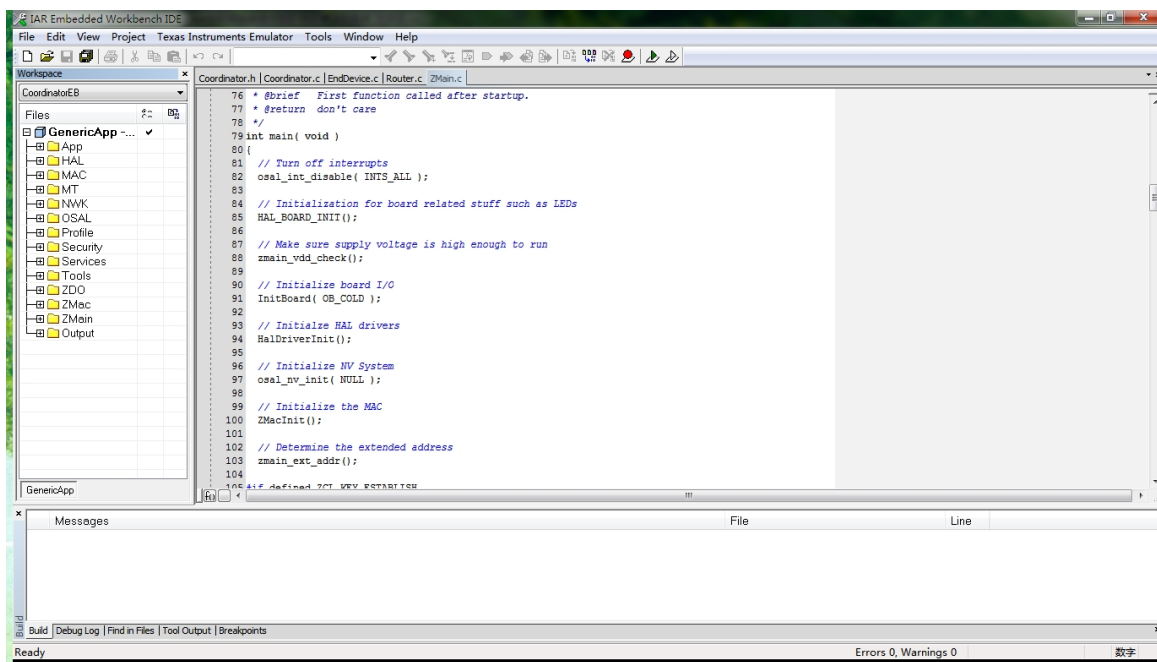 IAR Embedded Workbench IDE
File Edit View Project Texas Instruments Emulator Tools Window Help
Workspace
CoordinatorEB
Files
GenericApp -...
App
HAL
MAC
MT
NWK
OSAL
Profile
Security
Services
Tools
ZDO
ZMac
ZMain
Output
GenericApp
Coordinator.h | Coordinator.c | EndDevice.c | Router.c | ZMain.c
76 * @brief First function called after startup.
77 * @return don't care
78 */
79 int main( void )
80 {
81 // Turn off interrupts
82 osal_int_disable( INTS_ALL );
83
84 // Initialization for board related stuff such as LEDs
85 HAL_BOARD_INIT();
86
87 // Make sure supply voltage is high enough to run
88 zmain_vdd_check();
89
90 // Initialize board I/O
91 InitBoard( OB_COLD );
92
93 // Initialze HAL drivers
94 HalDriverInit();
95
96 // Initialize NV System
97 osal_nv_init( NULL );
98
99 // Initialize the MAC
100 ZMacInit();
101
102 // Determine the extended address
103 zmain_ext_addr();
104
105 #if defined ZCL_KEY_ESTABLISH
Messages File Line
Build
Build | Debug Log | Find in Files | Tool Output | Breakpoints
Ready Errors 0, Warnings 0 数字